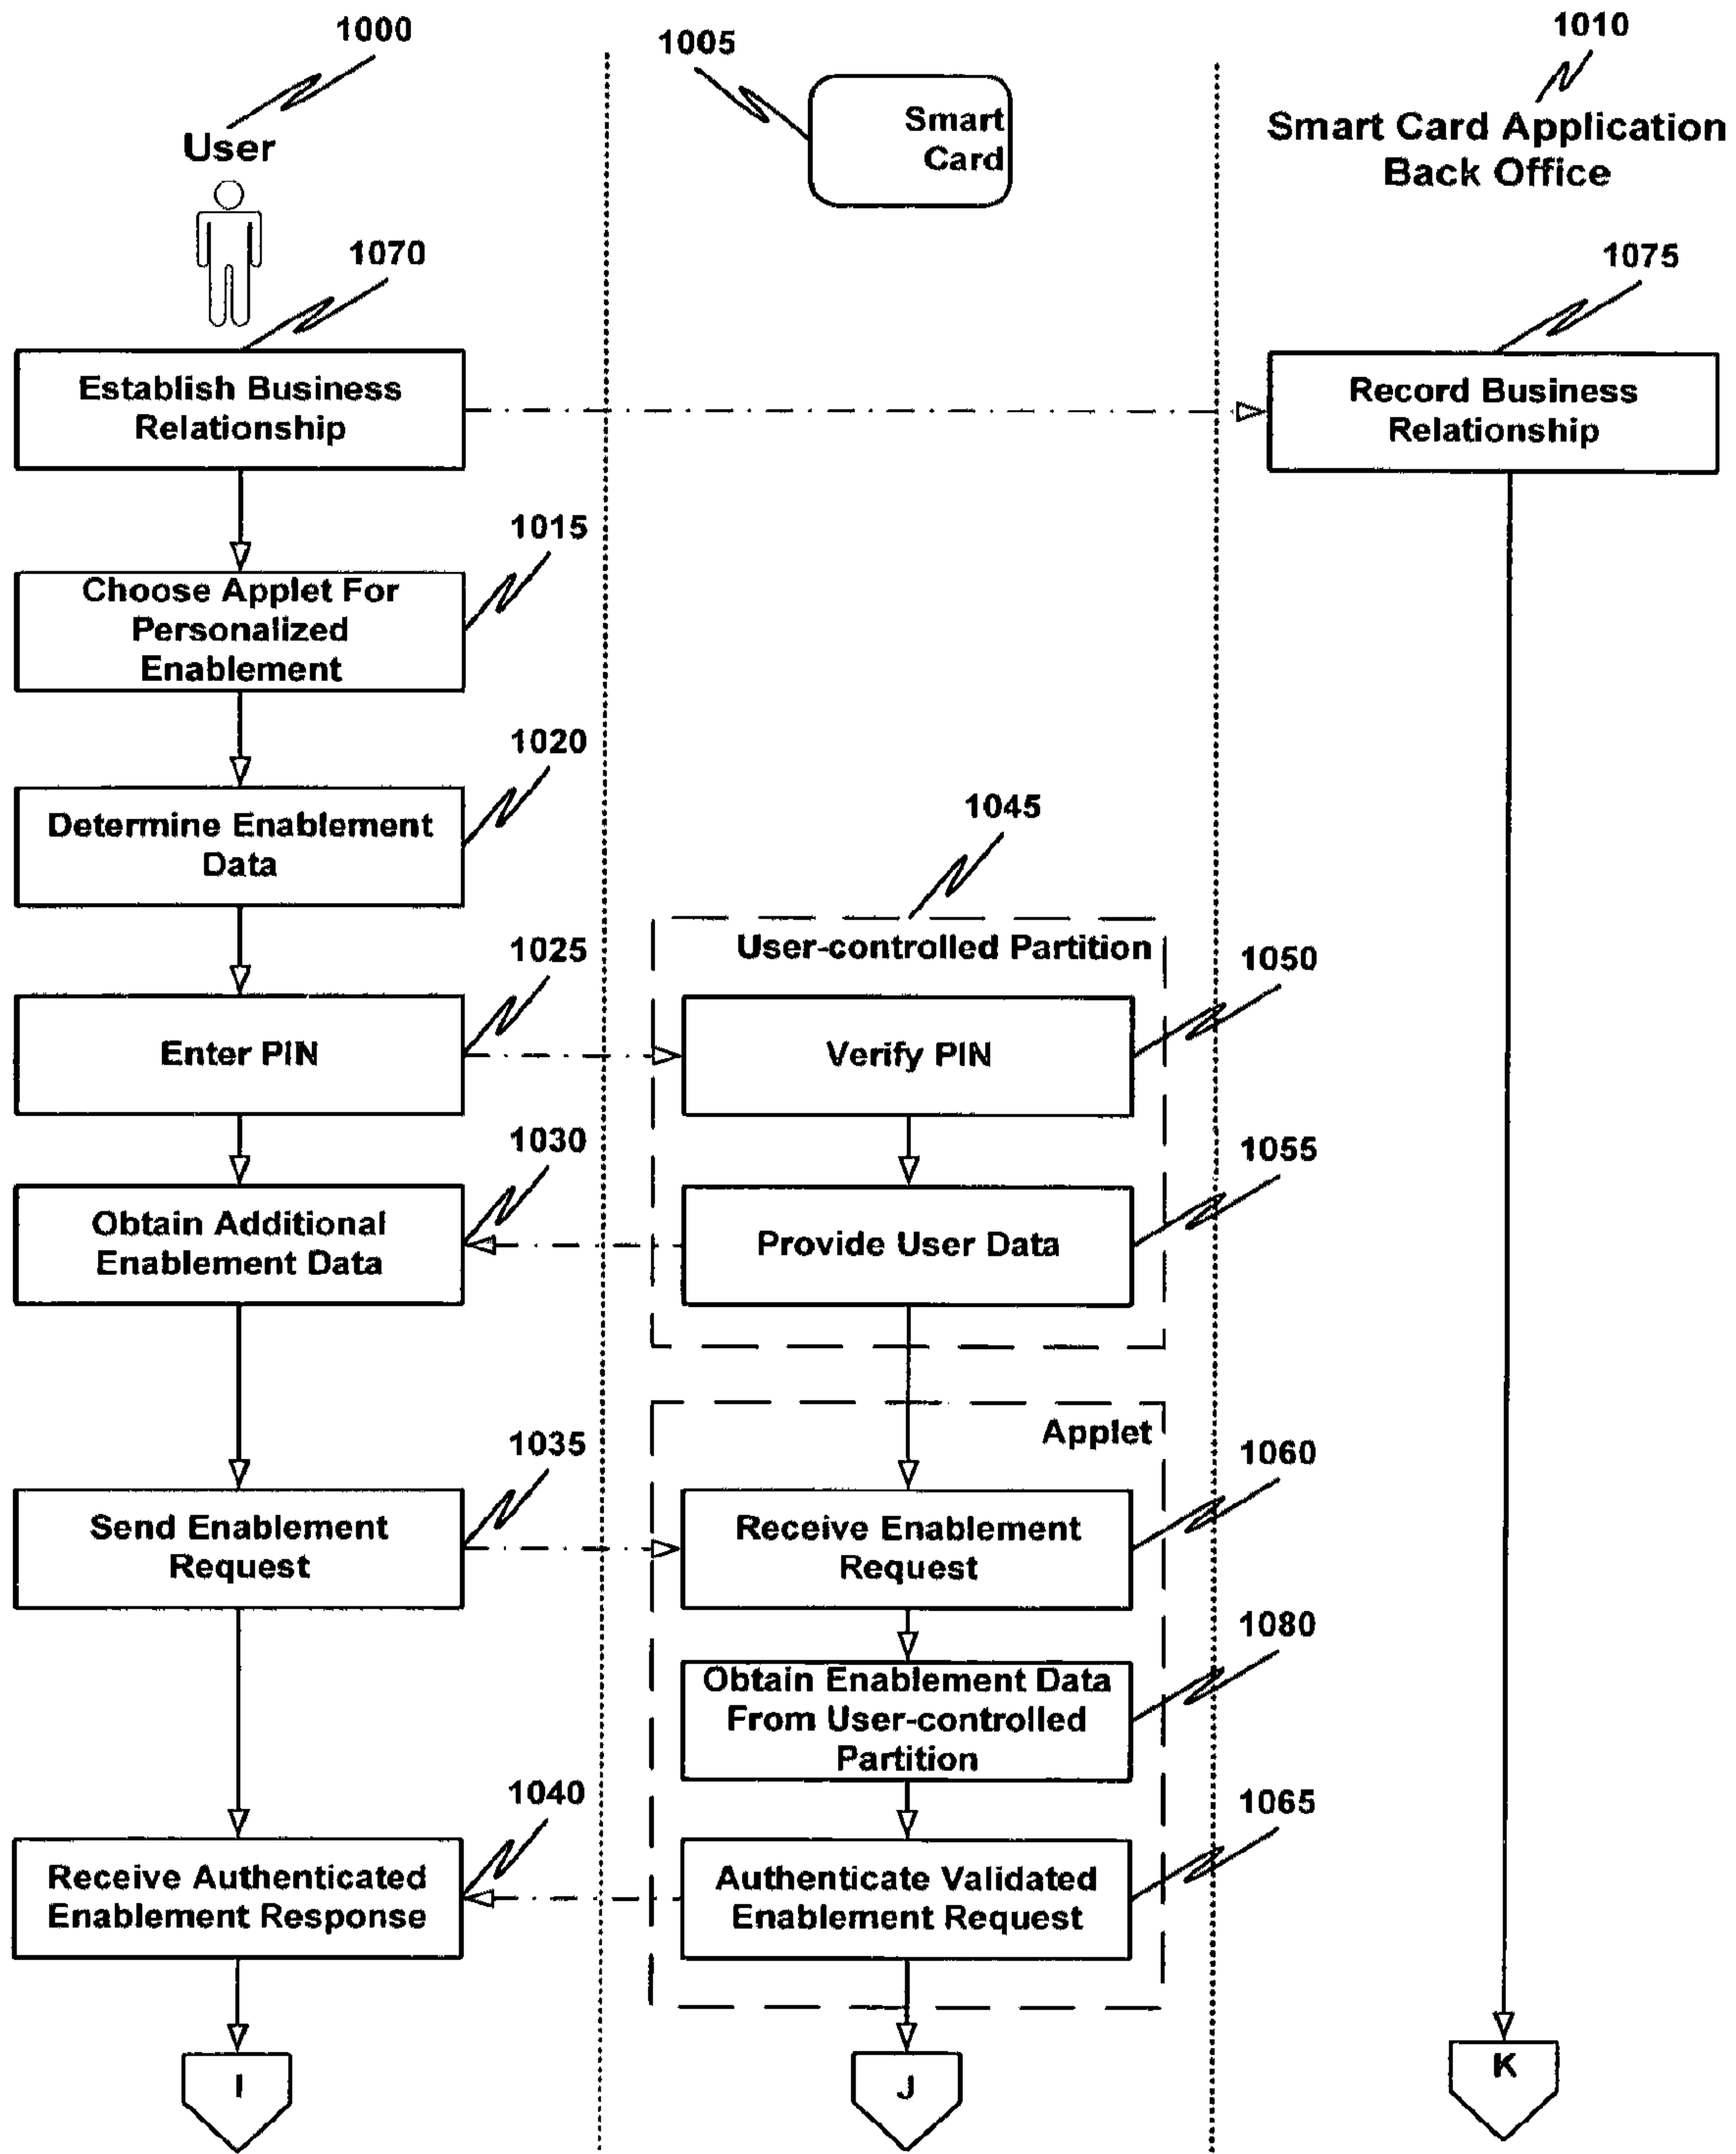 1000
1005
1010
User
Smart
Card
Smart Card Application
Back Office
1070
1075
Establish Business
Relationship
Record Business
Relationship
1015
Choose Applet For
Personalized
Enablement
1020
Determine Enablement
Data
1045
User-controlled Partition
1025
1050
Enter PIN
Verify PIN
1030
1055
Obtain Additional
Enablement Data
Provide User Data
Applet
1035
1060
Send Enablement
Request
Receive Enablement
Request
1080
Obtain Enablement Data
From User-controlled
Partition
1040
1065
Receive Authenticated
Enablement Response
Authenticate Validated
Enablement Request
I
J
K